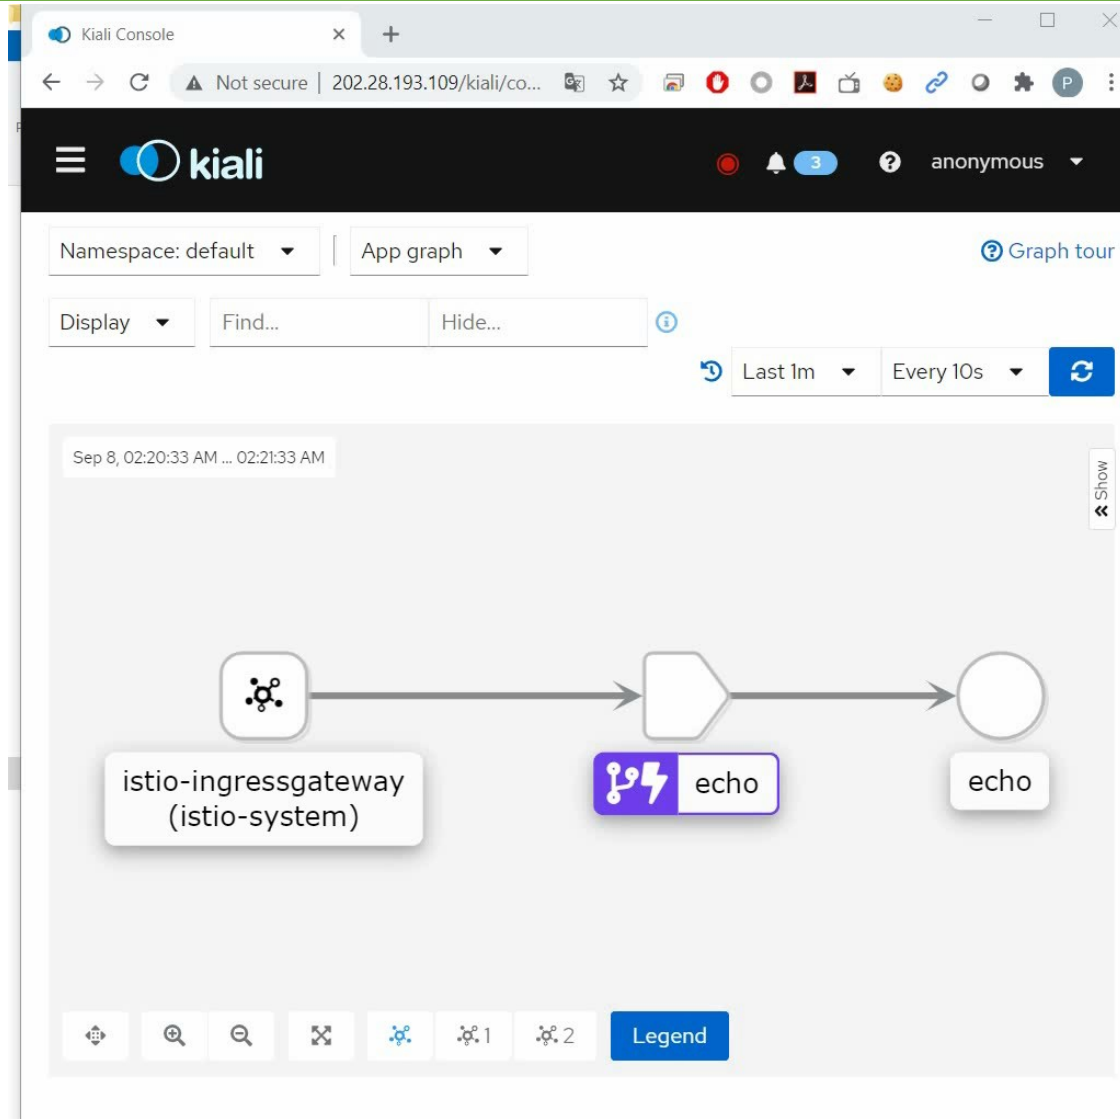 Kiali Console
Not secure | 202.28.193.109/kiali/co...
P
kiali
3
anonymous
Namespace: default
App graph
Graph tour
Display
Find...
Hide...
Last 1m
Every 10s
Sep 8, 02:20:33 AM ... 02:21:33 AM
Show
istio-ingressgateway
(istio-system)
echo
echo
1
2
Legend